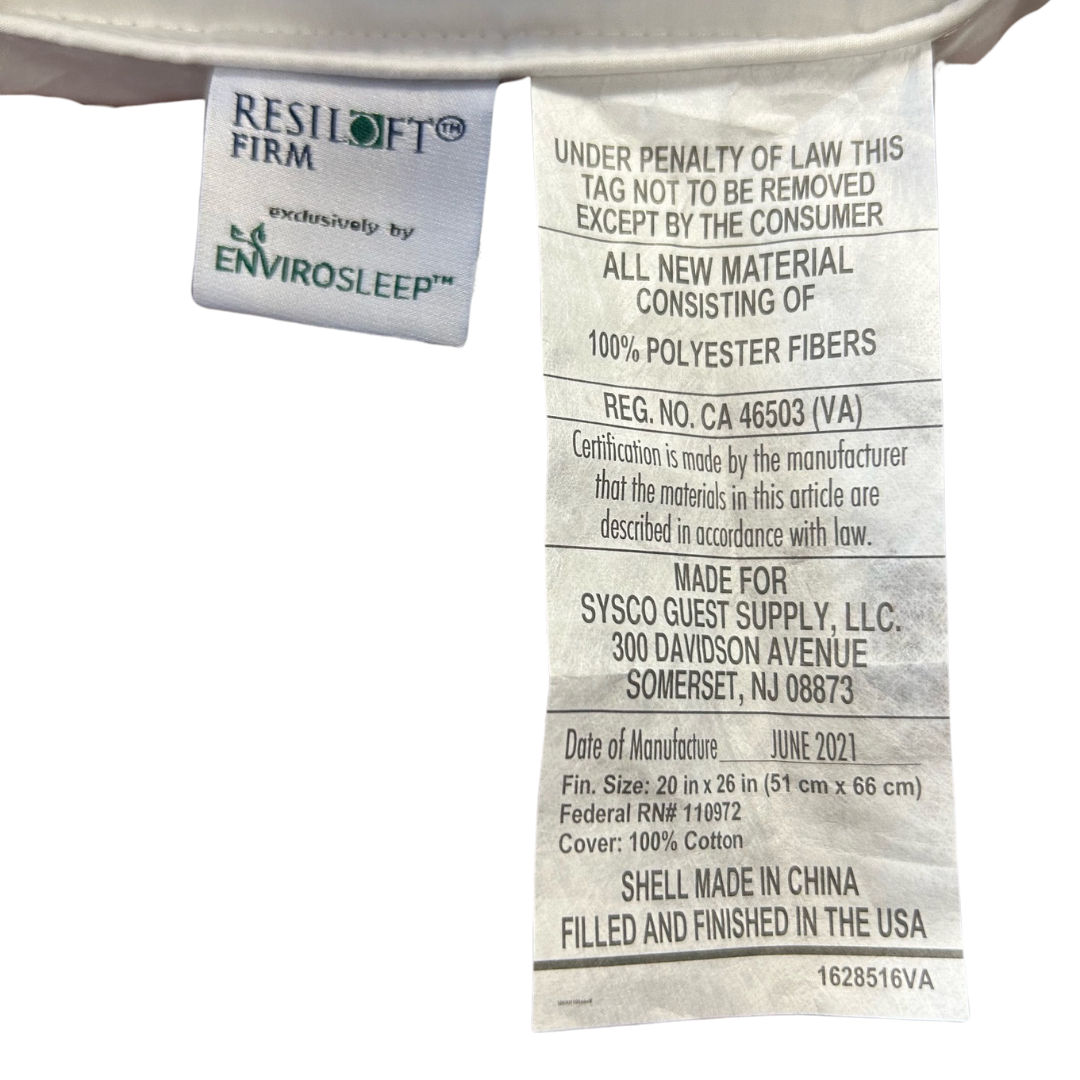 RESILOFT™
FIRM
exclusively by
ENVIROSLEEP™
UNDER PENALTY OF LAW THIS
TAG NOT TO BE REMOVED
EXCEPT BY THE CONSUMER
ALL NEW MATERIAL
CONSISTING OF
100% POLYESTER FIBERS
REG. NO. CA 46503 (VA)
Certification is made by the manufacturer
that the materials in this article are
described in accordance with law.
MADE FOR
SYSCO GUEST SUPPLY, LLC.
300 DAVIDSON AVENUE
SOMERSET, NJ 08873
Date of Manufacture JUNE 2021
Fin. Size: 20 in x 26 in (51 cm x 66 cm)
Federal RN# 110972
Cover: 100% Cotton
SHELL MADE IN CHINA
FILLED AND FINISHED IN THE USA
1628516VA